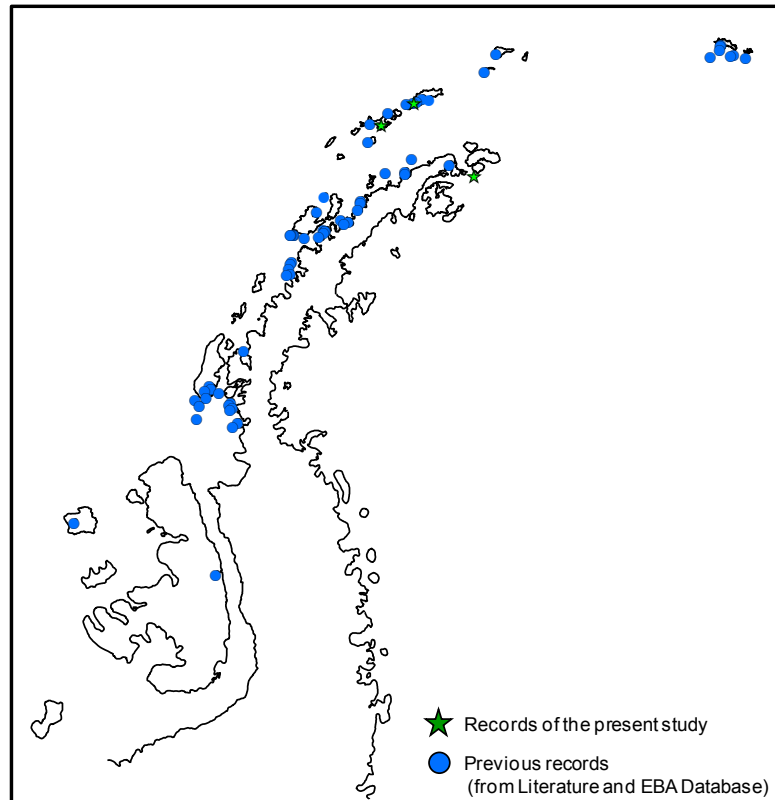 Records of the present study
Previous records
(from Literature and EBA Database)